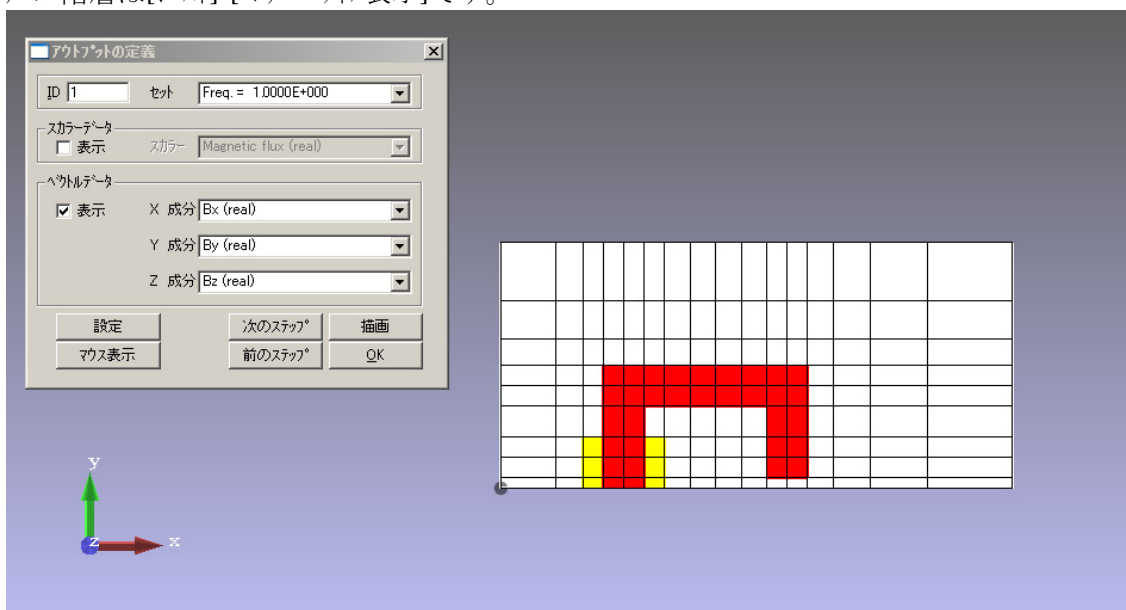 アウトプットの定義
ID 1 セット Freq. = 1.0000E+000
スカラーデータ
表示 スカラー Magnetic flux (real)
ベクトルデータ
表示 X 成分 Bx (real)
Y 成分 By (real)
Z 成分 Bz (real)
設定 次のステップ 描画
マウス表示 前のステップ OK
y
z x